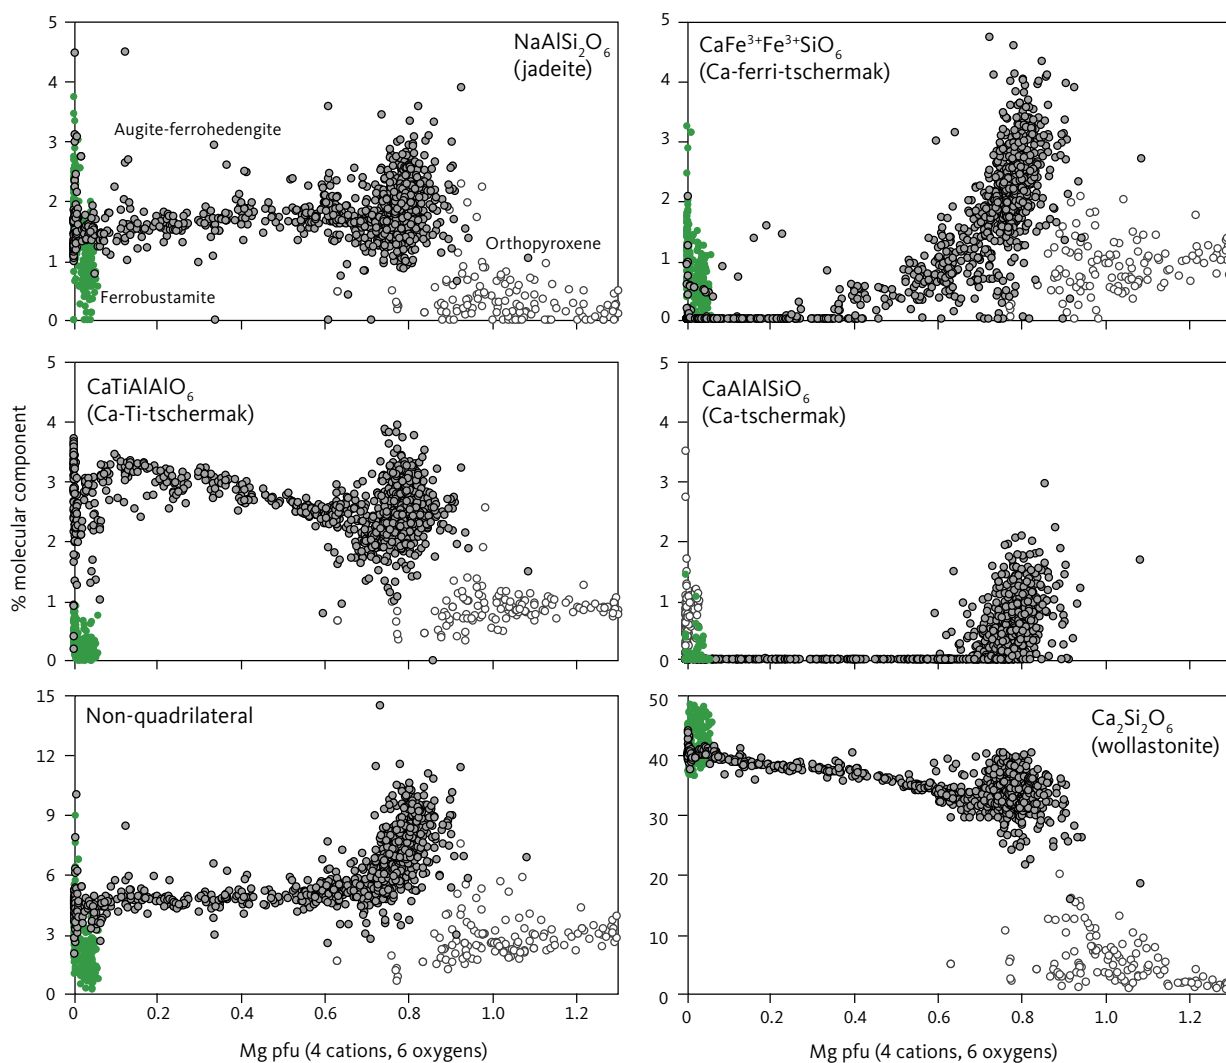 5
4
3
2
1
0
NaAlSi₂O₆
(jadeite)
Augite-ferrohedengite
Orthopyroxene
Ferrobustamite
5
4
3
2
1
0
CaFe³⁺Fe³⁺SiO₆
(Ca-ferri-tschermak)
5
4
3
2
1
0
CaTiAlAlO₆
(Ca-Ti-tschermak)
% molecular component
5
4
3
2
1
0
CaAlAlSiO₆
(Ca-tschermak)
15
12
9
6
3
0
Non-quadrilateral
0 0.2 0.4 0.6 0.8 1.0 1.2
Mg pfu (4 cations, 6 oxygens)
50
40
30
20
10
0
Ca₂Si₂O₆
(wollastonite)
0 0.2 0.4 0.6 0.8 1.0 1.2
Mg pfu (4 cations, 6 oxygens)